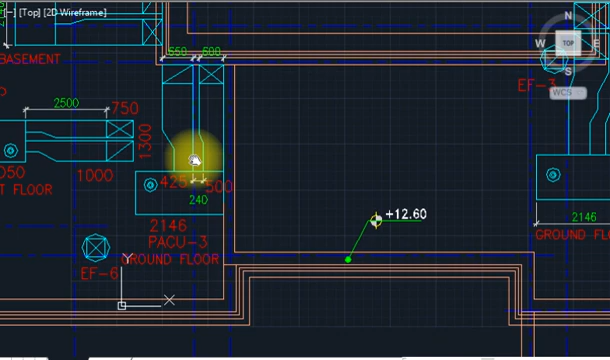 [−] [Top] [2D Wireframe]
N
W
TOP
E
S
WCS
550
600
BASEMENT
EF-3
2500
750
1300
+12.60
1050
1000
425
500
T FLOOR
240
2146
2146
PACU-3
GROUND FLOOR
GROUND FL
EF-6
Y
X